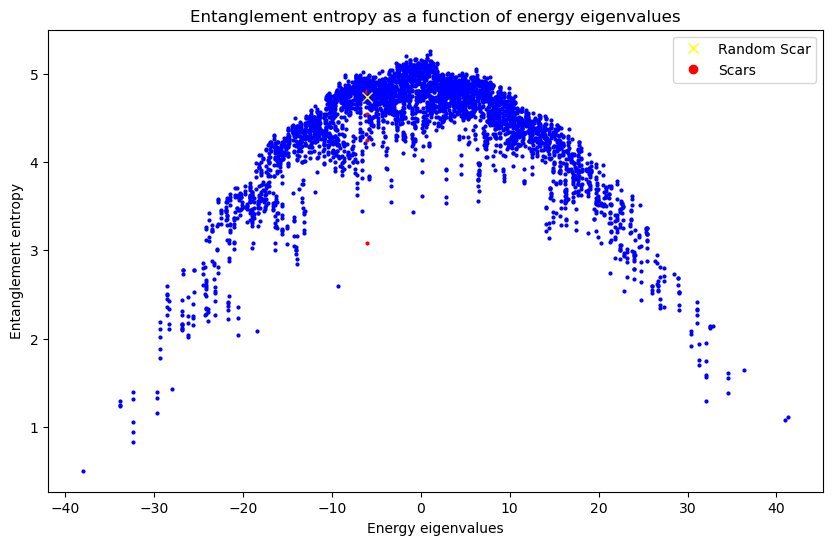 Entanglement entropy as a function of energy eigenvalues
Random Scar
Scars
5
4
3
2
1
Entanglement entropy
−40
−30
−20
−10
0
10
20
30
40
Energy eigenvalues